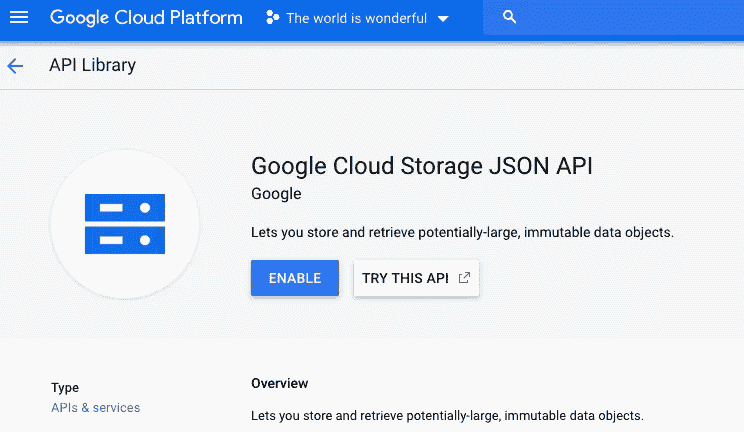 Google Cloud Platform
The world is wonderful
API Library
Google Cloud Storage JSON API
Google
Lets you store and retrieve potentially-large, immutable data objects.
ENABLE
TRY THIS API
Type
APIs & services
Overview
Lets you store and retrieve potentially-large, immutable data objects.